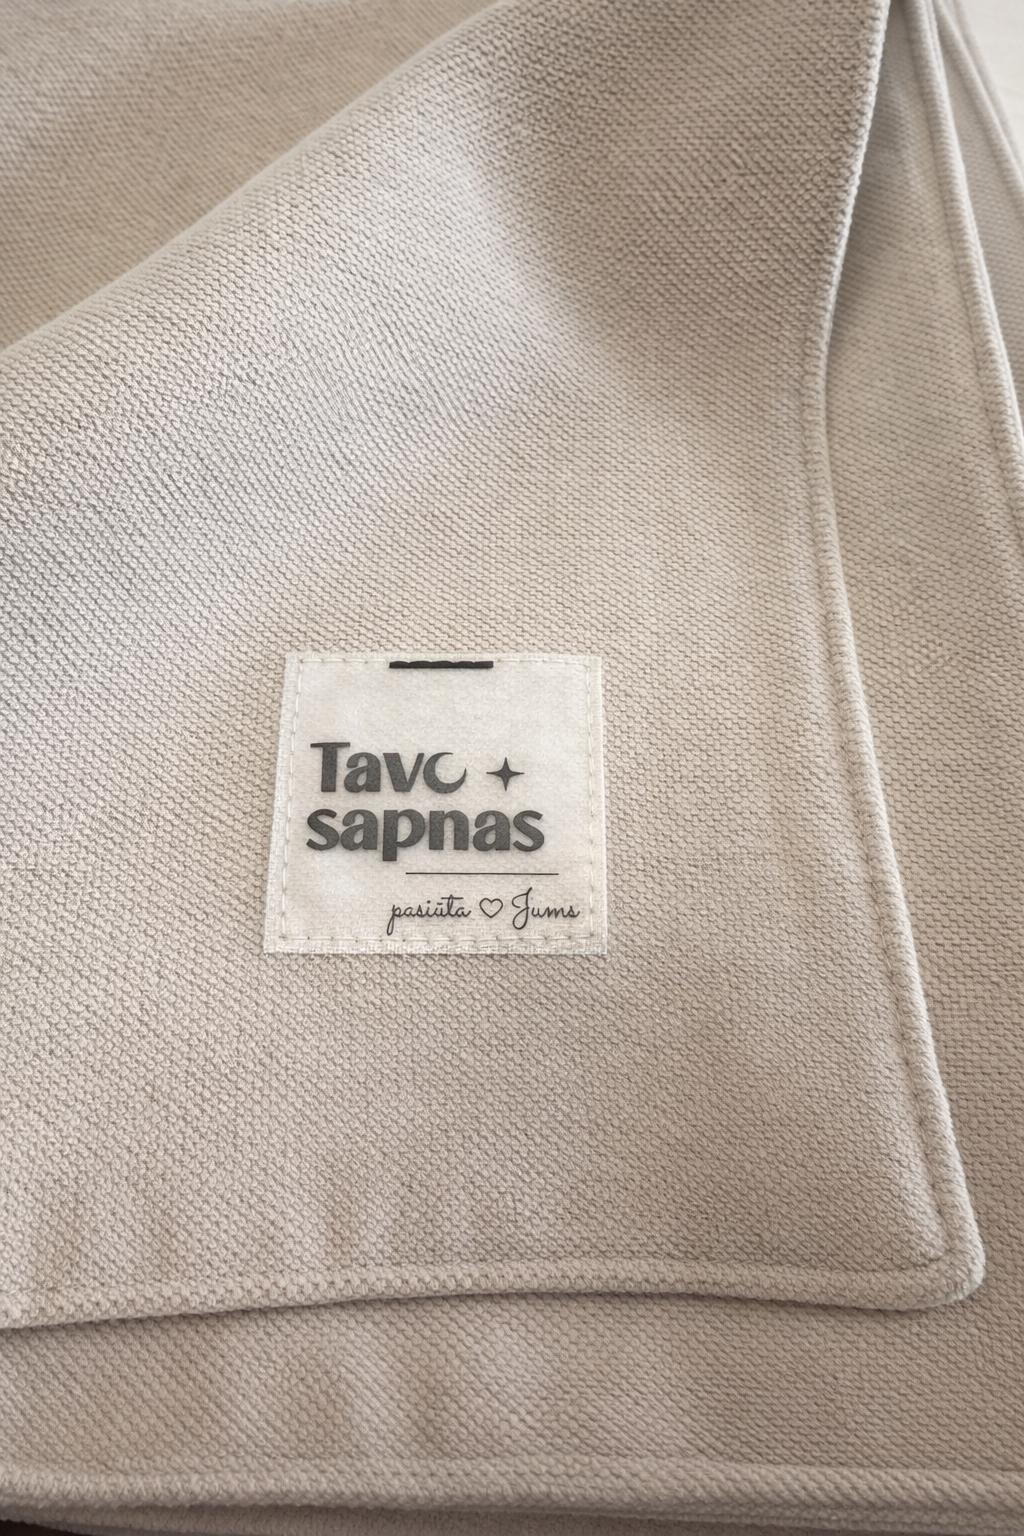 Tavo
sapnas
pasiūta ♡ Jums